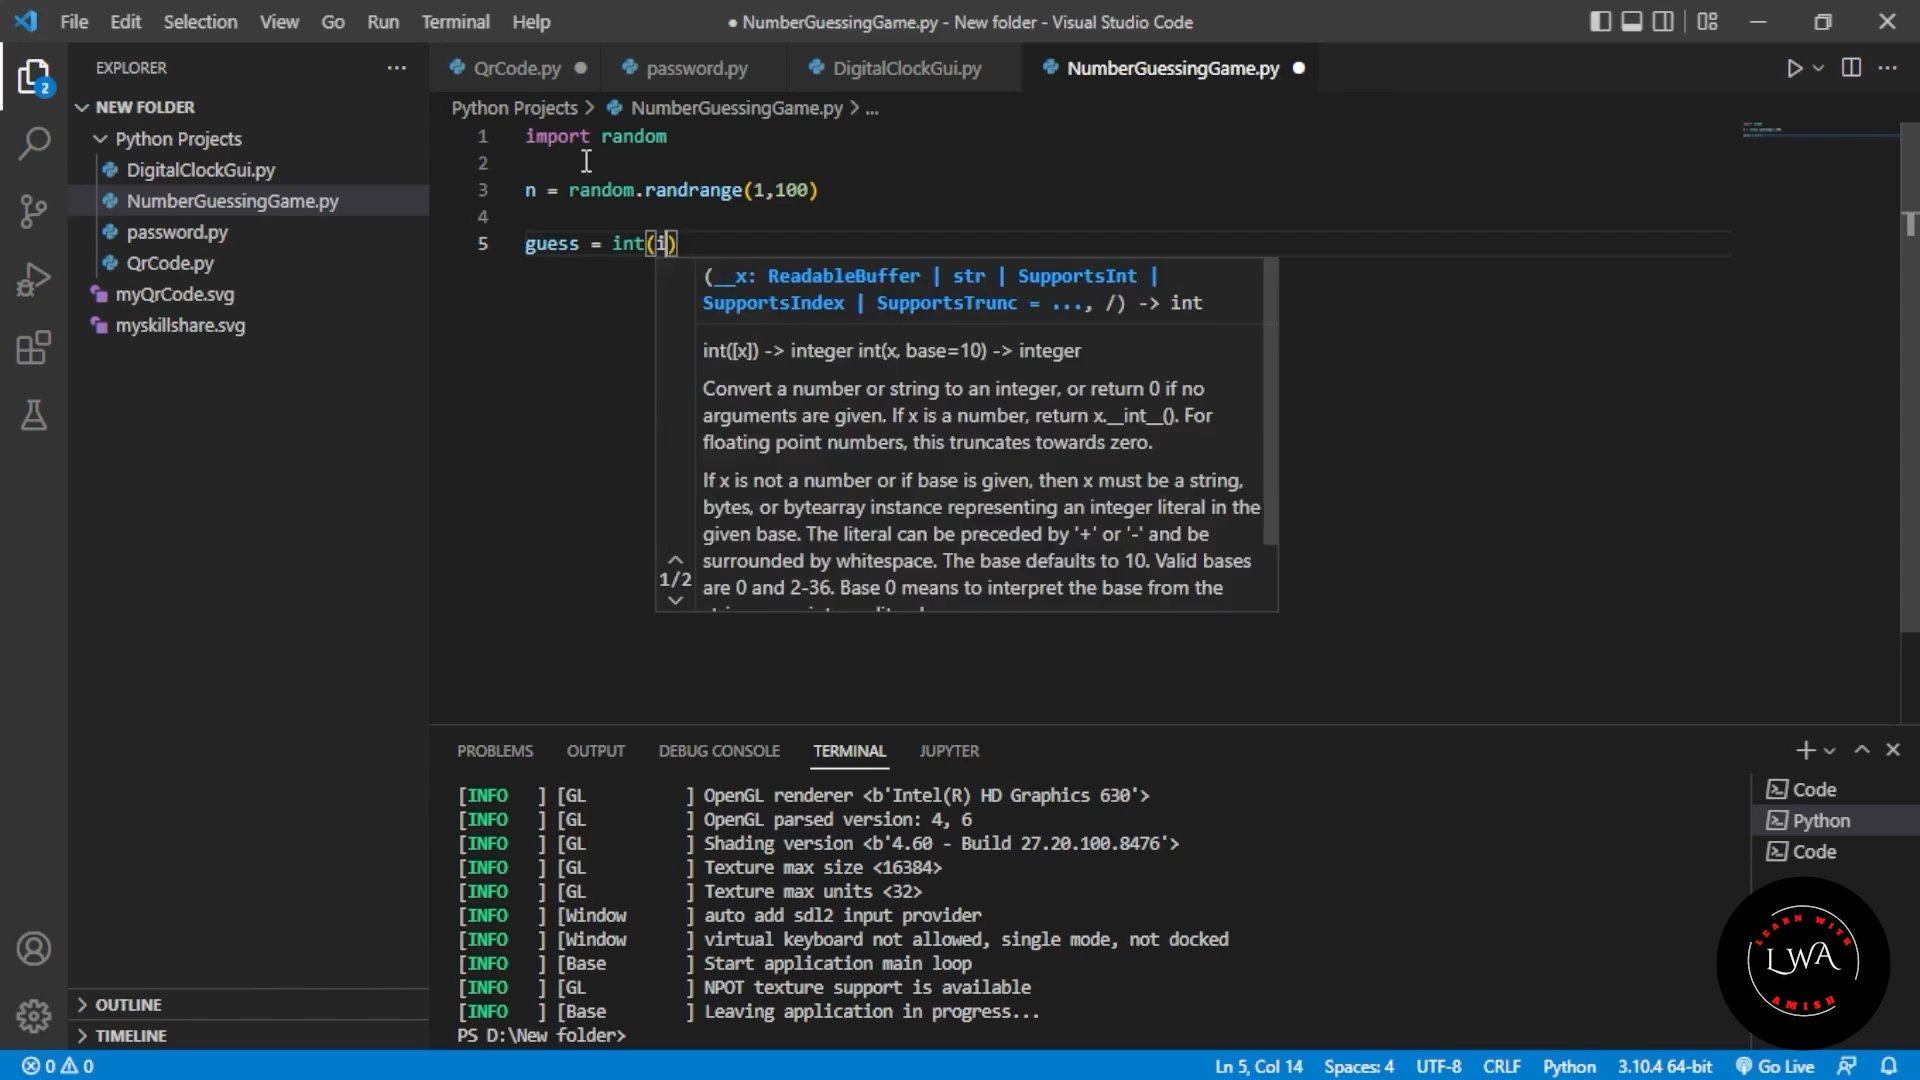 File Edit Selection View Go Run Terminal Help
● NumberGuessingGame.py - New folder - Visual Studio Code
EXPLORER
2
NEW FOLDER
Python Projects
DigitalClockGui.py
NumberGuessingGame.py
password.py
QrCode.py
myQrCode.svg
myskillshare.svg
OUTLINE
TIMELINE
QrCode.py password.py DigitalClockGui.py NumberGuessingGame.py
Python Projects > NumberGuessingGame.py > ...
1 import random
2
3 n = random.randrange(1,100)
4
5 guess = int(i)
(__x: ReadableBuffer | str | SupportsInt |
SupportsIndex | SupportsTrunc = ..., /) -> int
int([x]) -> integer int(x, base=10) -> integer
Convert a number or string to an integer, or return 0 if no
arguments are given. If x is a number, return x.__int__(). For
floating point numbers, this truncates towards zero.
If x is not a number or if base is given, then x must be a string,
bytes, or bytearray instance representing an integer literal in the
given base. The literal can be preceded by '+' or '-' and be
surrounded by whitespace. The base defaults to 10. Valid bases
are 0 and 2-36. Base 0 means to interpret the base from the
1/2
PROBLEMS OUTPUT DEBUG CONSOLE TERMINAL JUPYTER
[INFO   ] [GL          ] OpenGL renderer <b'Intel(R) HD Graphics 630'>
[INFO   ] [GL          ] OpenGL parsed version: 4, 6
[INFO   ] [GL          ] Shading version <b'4.60 - Build 27.20.100.8476'>
[INFO   ] [GL          ] Texture max size <16384>
[INFO   ] [GL          ] Texture max units <32>
[INFO   ] [Window      ] auto add sdl2 input provider
[INFO   ] [Window      ] virtual keyboard not allowed, single mode, not docked
[INFO   ] [Base        ] Start application main loop
[INFO   ] [GL          ] NPOT texture support is available
[INFO   ] [Base        ] Leaving application in progress...
PS D:\New folder>
Code
Python
Code
LEARN WITH
LWA
AMISH
0 0
Ln 5, Col 14 Spaces: 4 UTF-8 CRLF Python 3.10.4 64-bit Go Live